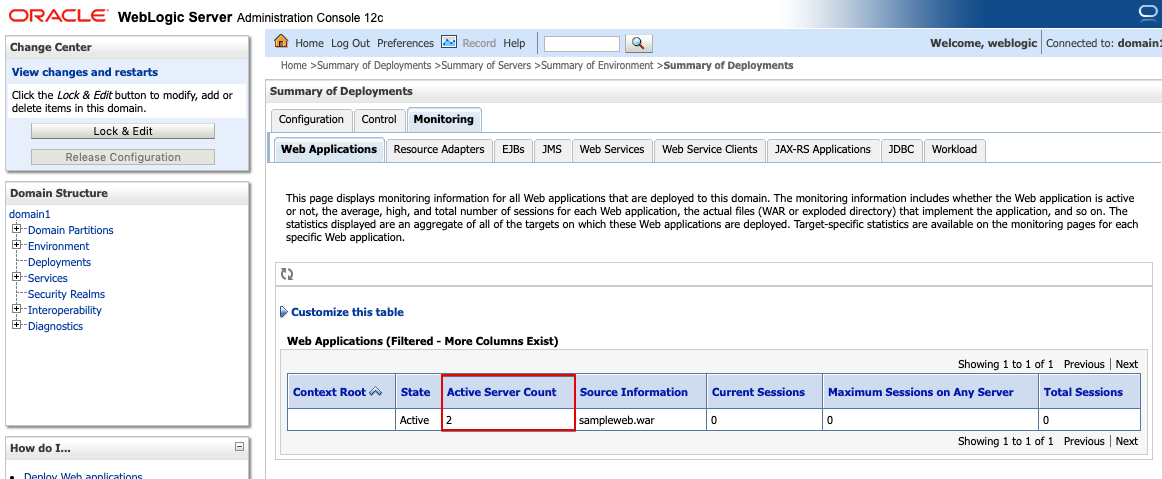 ORACLE® WebLogic Server Administration Console 12c
Change Center
View changes and restarts
Click the Lock & Edit button to modify, add or
delete items in this domain.
Lock & Edit
Release Configuration
Domain Structure
domain1
Domain Partitions
Environment
Deployments
Services
Security Realms
Interoperability
Diagnostics
How do I...
Deploy Web applications
Home Log Out Preferences Record Help
Welcome, weblogic Connected to: domain1
Home >Summary of Deployments >Summary of Servers >Summary of Environment >Summary of Deployments
Summary of Deployments
Configuration Control Monitoring
Web Applications Resource Adapters EJBs JMS Web Services Web Service Clients JAX-RS Applications JDBC Workload
This page displays monitoring information for all Web applications that are deployed to this domain. The monitoring information includes whether the Web application is active
or not, the average, high, and total number of sessions for each Web application, the actual files (WAR or exploded directory) that implement the application, and so on. The
statistics displayed are an aggregate of all of the targets on which these Web applications are deployed. Target-specific statistics are available on the monitoring pages for each
specific Web application.
Customize this table
Web Applications (Filtered - More Columns Exist)
Showing 1 to 1 of 1 Previous | Next
Context Root State Active Server Count Source Information Current Sessions Maximum Sessions on Any Server Total Sessions
Active 2 sampleweb.war 0 0 0
Showing 1 to 1 of 1 Previous | Next